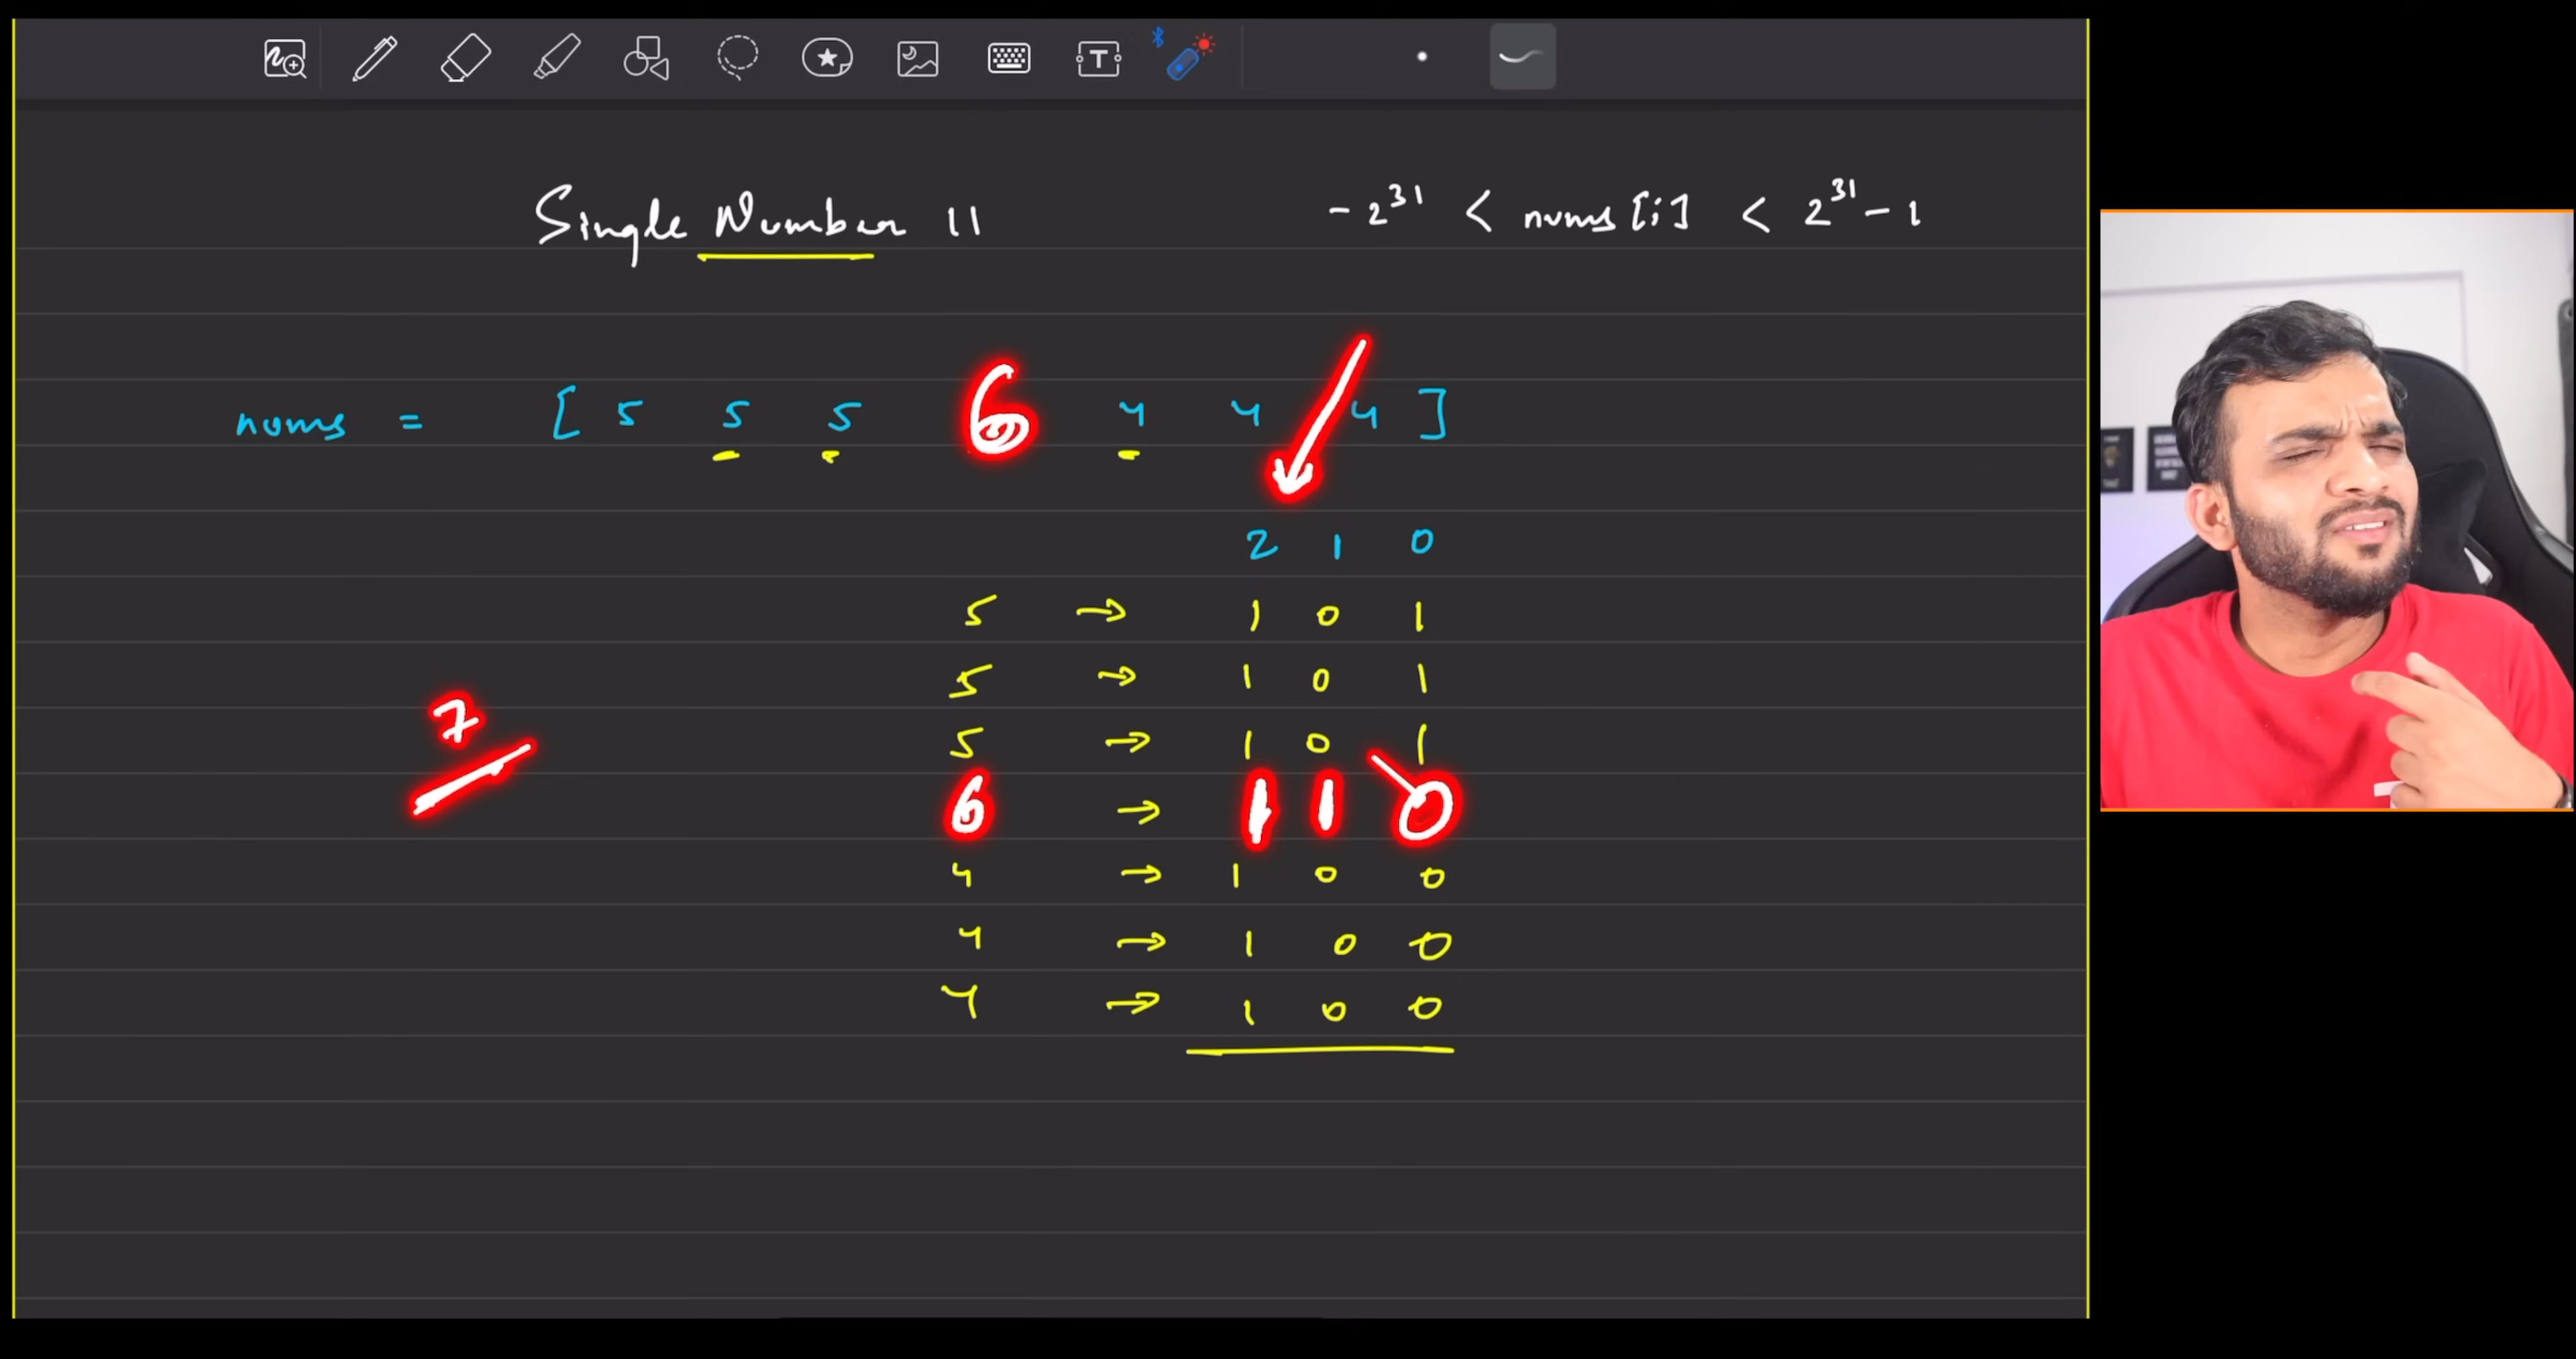 Single Number II
-2^31 < nums[i] < 2^31 - 1
nums = [ 5 5 5 6 4 4 4 ]
2 1 0
5 → 1 0 1
5 → 1 0 1
5 → 1 0 1
7
6 → 1 1 0
4 → 1 0 0
4 → 1 0 0
4 → 1 0 0